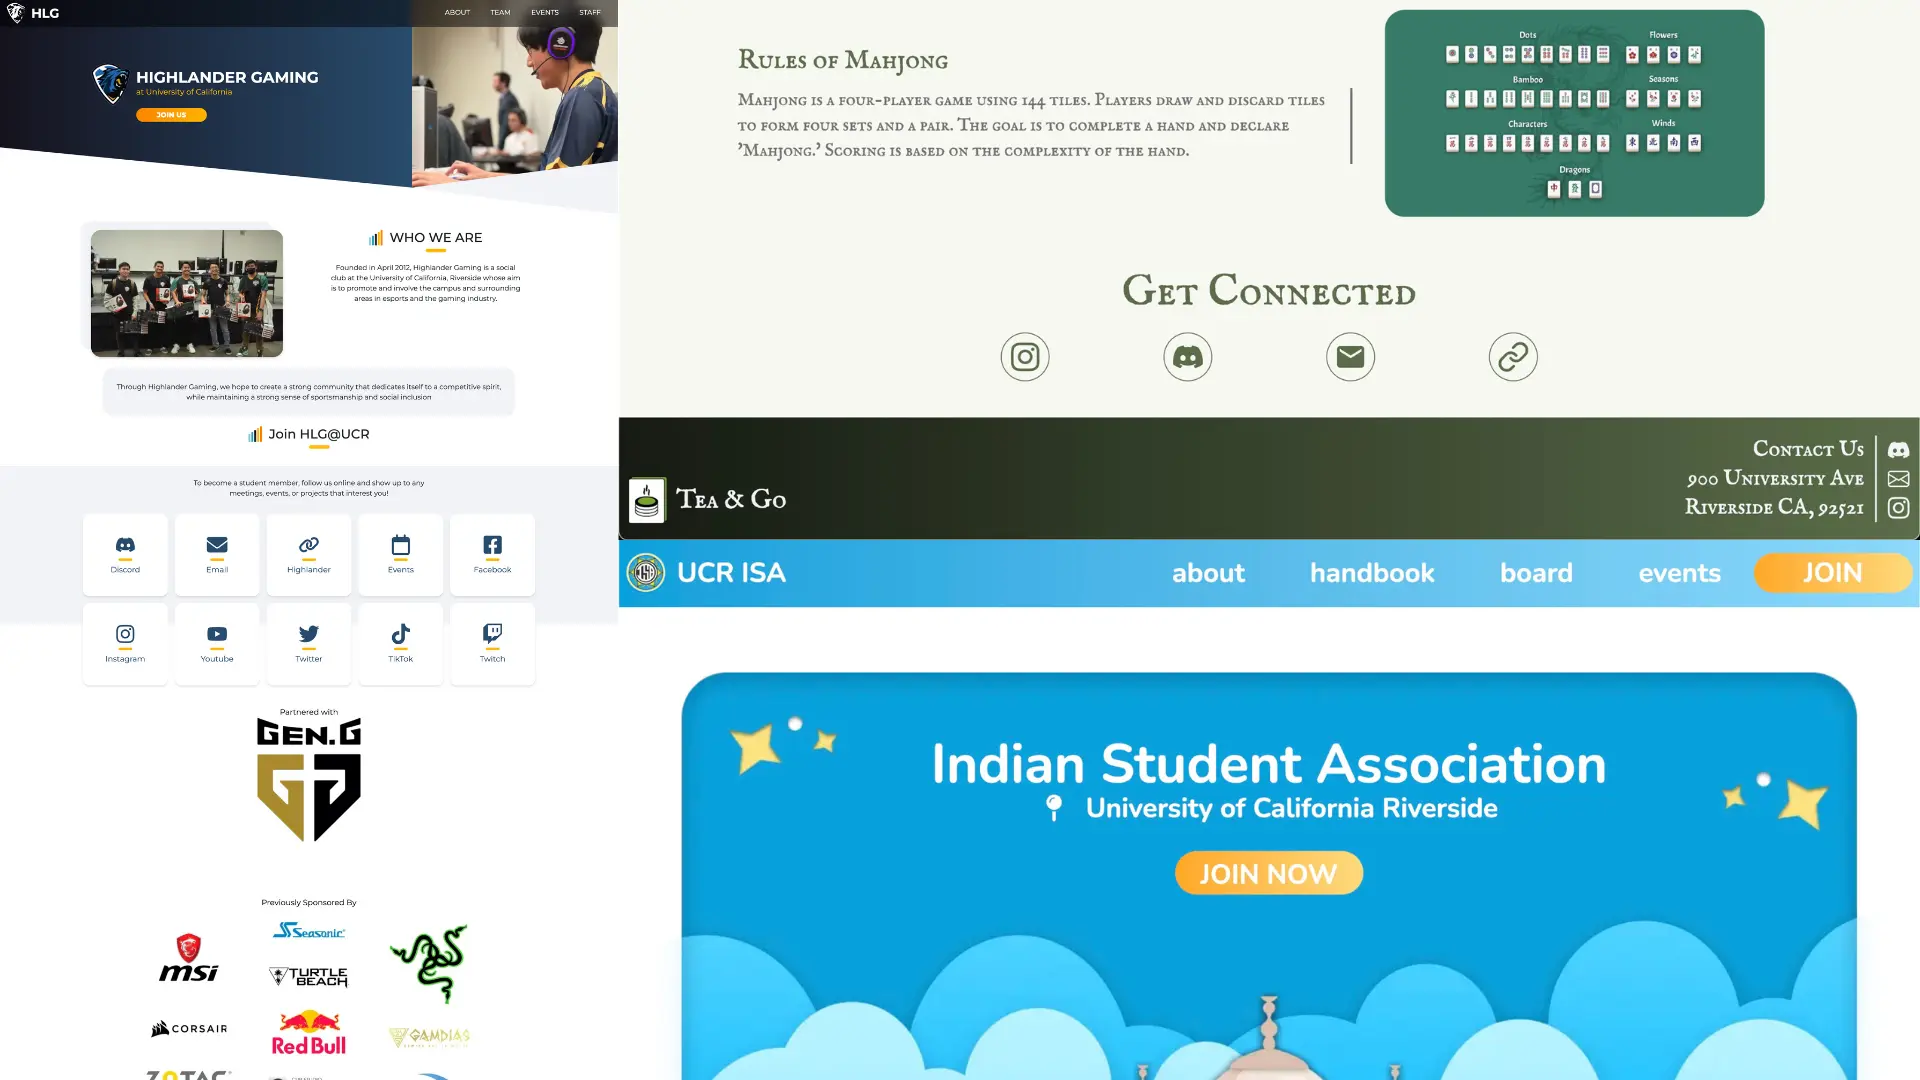 HLG
ABOUT TEAM EVENTS STAFF
HIGHLANDER GAMING
at University of California
JOIN US
WHO WE ARE
Founded in April 2012, Highlander Gaming is a social
club at the University of California, Riverside whose aim
is to promote and involve the campus and surrounding
areas in esports and the gaming industry.
Through Highlander Gaming, we hope to create a strong community that dedicates itself to a competitive spirit,
while maintaining a strong sense of sportsmanship and social inclusion
Join HLG@UCR
To become a student member, follow us online and show up to any
meetings, events, or projects that interest you!
Discord Email Highlander Events Facebook
Instagram Youtube Twitter TikTok Twitch
Partnered with
GEN.G
Previously Sponsored By
msi
Seasonic
TURTLE
BEACH
CORSAIR
Red Bull
GAMDIAS
ZOTAC
Rules of Mahjong
Mahjong is a four-player game using 144 tiles. Players draw and discard tiles
to form four sets and a pair. The goal is to complete a hand and declare
'Mahjong.' Scoring is based on the complexity of the hand.
Dots
Flowers
Bamboo
Seasons
Characters
Winds
東 北 南 西
Dragons
中
Get Connected
Tea & Go
Contact Us
900 University Ave
Riverside CA, 92521
ISA
UCR ISA
about handbook board events JOIN
Indian Student Association
University of California Riverside
JOIN NOW